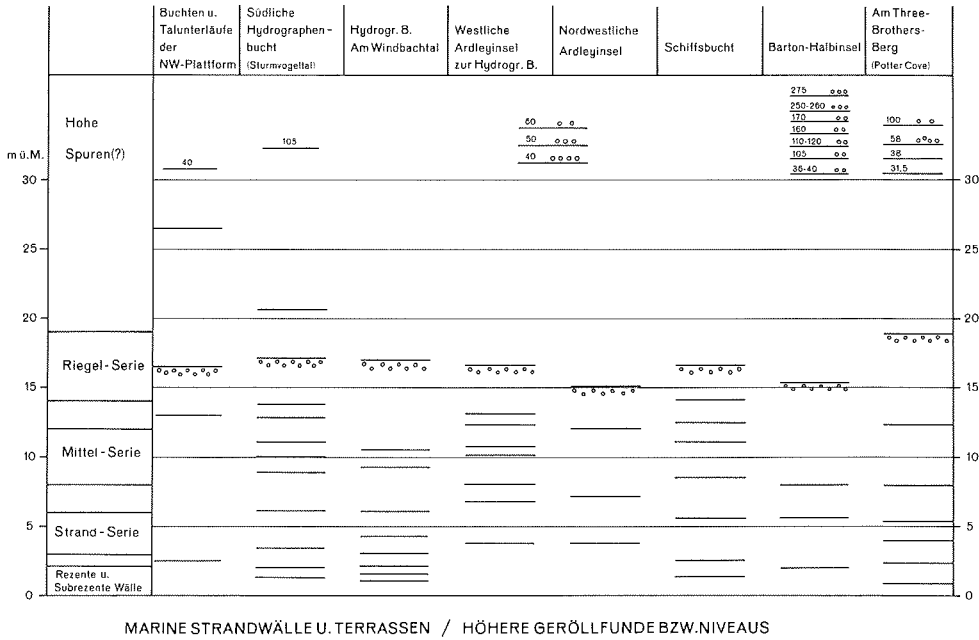 Buchten u.
Talunterläufe
der
NW-Plattform
Südliche
Hydrographen-
bucht
(Sturmvogeltal)
Hydrogr. B.
Am Windbachtal
Westliche
Ardleyinsel
zur Hydrogr. B.
Nordwestliche
Ardleyinsel
Schiffsbucht
Barton-Halbinsel
Am Three-
Brothers-
Berg
(Potter Cove)
Hohe
Spuren(?)
m ü.M.
40
105
60
50
40
275
250-260
170
160
110-120
105
35-40
100
58
38
31,5
30
30
25
25
20
20
Riegel-Serie
15
15
Mittel-Serie
10
10
5
5
Strand-Serie
Rezente u.
Subrezente Wälle
0
0
MARINE STRANDWÄLLE U. TERRASSEN / HÖHERE GERÖLLFUNDE BZW. NIVEAUS